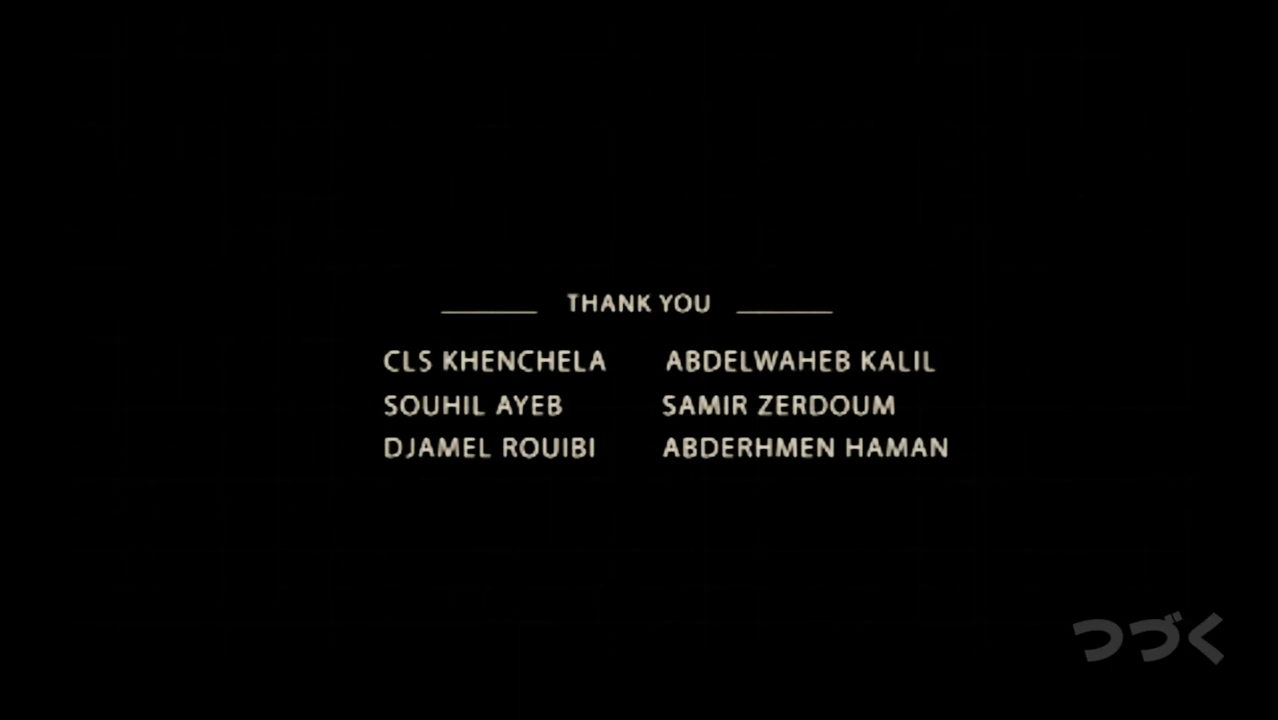 THANK YOU
CLS KHENCHELA ABDELWAHEB KALIL
SOUHIL AYEB SAMIR ZERDOUM
DJAMEL ROUIBI ABDERHMEN HAMAN
つづく